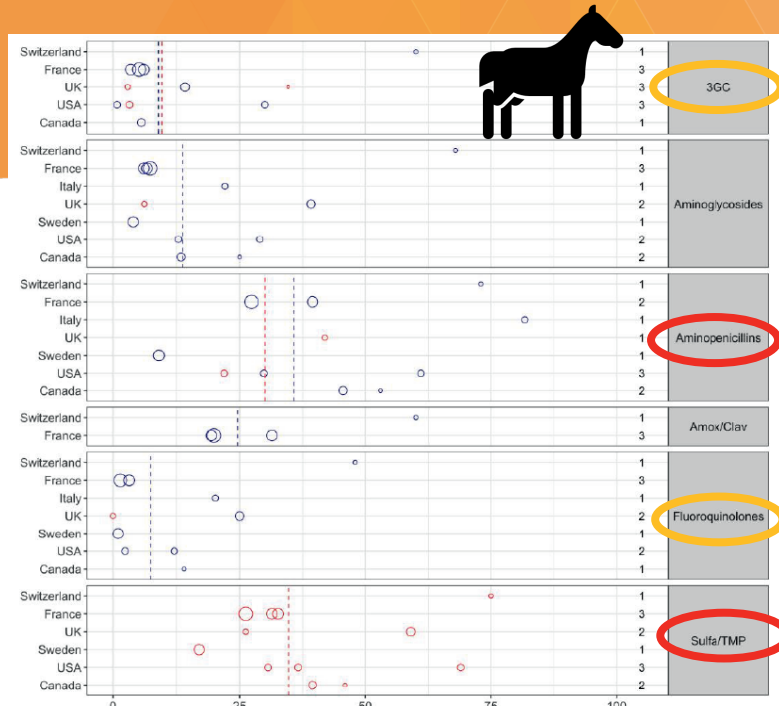 Switzerland 1
France 3
UK 3 3GC
USA 3
Canada 1
Switzerland 1
France 3
Italy 1
UK 2 Aminoglycosides
Sweden 1
USA 2
Canada 2
Switzerland 1
France 2
Italy 1
UK 1 Aminopenicillins
Sweden 1
USA 3
Canada 2
Switzerland 1
Amox/Clav
France 3
Switzerland 1
France 3
Italy 1
UK 2 Fluoroquinolones
Sweden 1
USA 2
Canada 1
Switzerland 1
France 3
UK 2
Sulfa/TMP
Sweden 1
USA 3
Canada 2
0 25 50 75 100